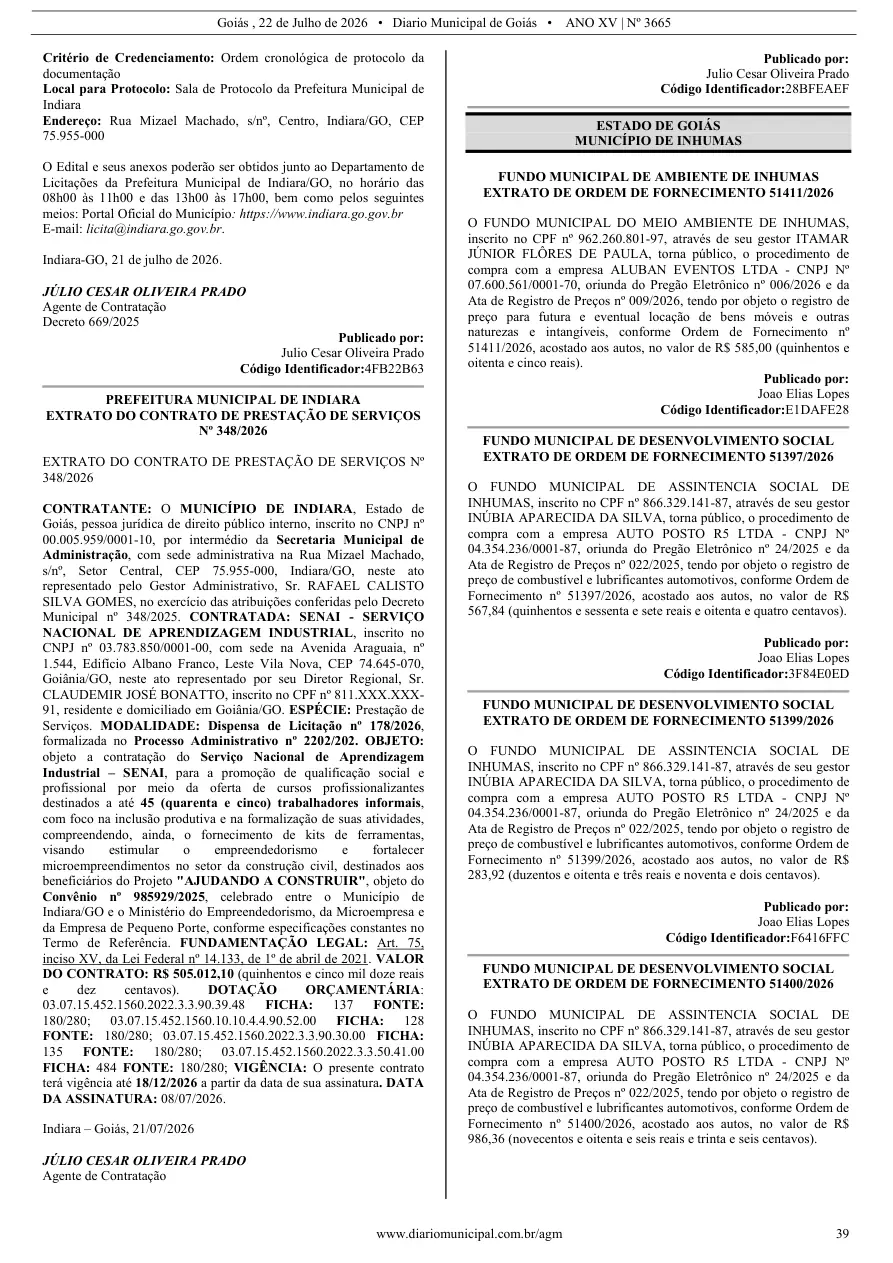 Goiás , 22 de Julho de 2026 • Diario Municipal de Goiás • ANO XV | Nº 3665
Critério de Credenciamento: Ordem cronológica de protocolo da
documentação
Local para Protocolo: Sala de Protocolo da Prefeitura Municipal de
Indiara
Endereço: Rua Mizael Machado, s/nº, Centro, Indiara/GO, CEP
75.955-000
O Edital e seus anexos poderão ser obtidos junto ao Departamento de
Licitações da Prefeitura Municipal de Indiara/GO, no horário das
08h00 às 11h00 e das 13h00 às 17h00, bem como pelos seguintes
meios: Portal Oficial do Município: https://www.indiara.go.gov.br
E-mail: licita@indiara.go.gov.br.
Indiara-GO, 21 de julho de 2026.
JÚLIO CESAR OLIVEIRA PRADO
Agente de Contratação
Decreto 669/2025
Publicado por:
Julio Cesar Oliveira Prado
Código Identificador:4FB22B63
PREFEITURA MUNICIPAL DE INDIARA
EXTRATO DO CONTRATO DE PRESTAÇÃO DE SERVIÇOS
Nº 348/2026
EXTRATO DO CONTRATO DE PRESTAÇÃO DE SERVIÇOS Nº
348/2026
CONTRATANTE: O MUNICÍPIO DE INDIARA, Estado de
Goiás, pessoa jurídica de direito público interno, inscrito no CNPJ nº
00.005.959/0001-10, por intermédio da Secretaria Municipal de
Administração, com sede administrativa na Rua Mizael Machado,
s/nº, Setor Central, CEP 75.955-000, Indiara/GO, neste ato
representado pelo Gestor Administrativo, Sr. RAFAEL CALISTO
SILVA GOMES, no exercício das atribuições conferidas pelo Decreto
Municipal nº 348/2025. CONTRATADA: SENAI - SERVIÇO
NACIONAL DE APRENDIZAGEM INDUSTRIAL, inscrito no
CNPJ nº 03.783.850/0001-00, com sede na Avenida Araguaia, nº
1.544, Edifício Albano Franco, Leste Vila Nova, CEP 74.645-070,
Goiânia/GO, neste ato representado por seu Diretor Regional, Sr.
CLAUDEMIR JOSÉ BONATTO, inscrito no CPF nº 811.XXX.XXX-
91, residente e domiciliado em Goiânia/GO. ESPÉCIE: Prestação de
Serviços. MODALIDADE: Dispensa de Licitação nº 178/2026,
formalizada no Processo Administrativo nº 2202/202. OBJETO:
objeto a contratação do Serviço Nacional de Aprendizagem
Industrial – SENAI, para a promoção de qualificação social e
profissional por meio da oferta de cursos profissionalizantes
destinados a até 45 (quarenta e cinco) trabalhadores informais,
com foco na inclusão produtiva e na formalização de suas atividades,
compreendendo, ainda, o fornecimento de kits de ferramentas,
visando estimular o empreendedorismo e fortalecer
microempreendimentos no setor da construção civil, destinados aos
beneficiários do Projeto "AJUDANDO A CONSTRUIR", objeto do
Convênio nº 985929/2025, celebrado entre o Município de
Indiara/GO e o Ministério do Empreendedorismo, da Microempresa e
da Empresa de Pequeno Porte, conforme especificações constantes no
Termo de Referência. FUNDAMENTAÇÃO LEGAL: Art. 75,
inciso XV, da Lei Federal nº 14.133, de 1º de abril de 2021. VALOR
DO CONTRATO: R$ 505.012,10 (quinhentos e cinco mil doze reais
e dez centavos). DOTAÇÃO ORÇAMENTÁRIA:
03.07.15.452.1560.2022.3.3.90.39.48 FICHA: 137 FONTE:
180/280; 03.07.15.452.1560.10.10.4.4.90.52.00 FICHA: 128
FONTE: 180/280; 03.07.15.452.1560.2022.3.3.90.30.00 FICHA:
135 FONTE: 180/280; 03.07.15.452.1560.2022.3.3.50.41.00
FICHA: 484 FONTE: 180/280; VIGÊNCIA: O presente contrato
terá vigência até 18/12/2026 a partir da data de sua assinatura. DATA
DA ASSINATURA: 08/07/2026.
Indiara – Goiás, 21/07/2026
JÚLIO CESAR OLIVEIRA PRADO
Agente de Contratação
Publicado por:
Julio Cesar Oliveira Prado
Código Identificador:28BFEAEF
ESTADO DE GOIÁS
MUNICÍPIO DE INHUMAS
FUNDO MUNICIPAL DE AMBIENTE DE INHUMAS
EXTRATO DE ORDEM DE FORNECIMENTO 51411/2026
O FUNDO MUNICIPAL DO MEIO AMBIENTE DE INHUMAS,
inscrito no CPF nº 962.260.801-97, através de seu gestor ITAMAR
JÚNIOR FLÔRES DE PAULA, torna público, o procedimento de
compra com a empresa ALUBAN EVENTOS LTDA - CNPJ Nº
07.600.561/0001-70, oriunda do Pregão Eletrônico nº 006/2026 e da
Ata de Registro de Preços nº 009/2026, tendo por objeto o registro de
preço para futura e eventual locação de bens móveis e outras
naturezas e intangíveis, conforme Ordem de Fornecimento nº
51411/2026, acostado aos autos, no valor de R$ 585,00 (quinhentos e
oitenta e cinco reais).
Publicado por:
Joao Elias Lopes
Código Identificador:E1DAFE28
FUNDO MUNICIPAL DE DESENVOLVIMENTO SOCIAL
EXTRATO DE ORDEM DE FORNECIMENTO 51397/2026
O FUNDO MUNICIPAL DE ASSINTENCIA SOCIAL DE
INHUMAS, inscrito no CPF nº 866.329.141-87, através de seu gestor
INÚBIA APARECIDA DA SILVA, torna público, o procedimento de
compra com a empresa AUTO POSTO R5 LTDA - CNPJ Nº
04.354.236/0001-87, oriunda do Pregão Eletrônico nº 24/2025 e da
Ata de Registro de Preços nº 022/2025, tendo por objeto o registro de
preço de combustível e lubrificantes automotivos, conforme Ordem de
Fornecimento nº 51397/2026, acostado aos autos, no valor de R$
567,84 (quinhentos e sessenta e sete reais e oitenta e quatro centavos).
Publicado por:
Joao Elias Lopes
Código Identificador:3F84E0ED
FUNDO MUNICIPAL DE DESENVOLVIMENTO SOCIAL
EXTRATO DE ORDEM DE FORNECIMENTO 51399/2026
O FUNDO MUNICIPAL DE ASSINTENCIA SOCIAL DE
INHUMAS, inscrito no CPF nº 866.329.141-87, através de seu gestor
INÚBIA APARECIDA DA SILVA, torna público, o procedimento de
compra com a empresa AUTO POSTO R5 LTDA - CNPJ Nº
04.354.236/0001-87, oriunda do Pregão Eletrônico nº 24/2025 e da
Ata de Registro de Preços nº 022/2025, tendo por objeto o registro de
preço de combustível e lubrificantes automotivos, conforme Ordem de
Fornecimento nº 51399/2026, acostado aos autos, no valor de R$
283,92 (duzentos e oitenta e três reais e noventa e dois centavos).
Publicado por:
Joao Elias Lopes
Código Identificador:F6416FFC
FUNDO MUNICIPAL DE DESENVOLVIMENTO SOCIAL
EXTRATO DE ORDEM DE FORNECIMENTO 51400/2026
O FUNDO MUNICIPAL DE ASSINTENCIA SOCIAL DE
INHUMAS, inscrito no CPF nº 866.329.141-87, através de seu gestor
INÚBIA APARECIDA DA SILVA, torna público, o procedimento de
compra com a empresa AUTO POSTO R5 LTDA - CNPJ Nº
04.354.236/0001-87, oriunda do Pregão Eletrônico nº 24/2025 e da
Ata de Registro de Preços nº 022/2025, tendo por objeto o registro de
preço de combustível e lubrificantes automotivos, conforme Ordem de
Fornecimento nº 51400/2026, acostado aos autos, no valor de R$
986,36 (novecentos e oitenta e seis reais e trinta e seis centavos).
www.diariomunicipal.com.br/agm 39